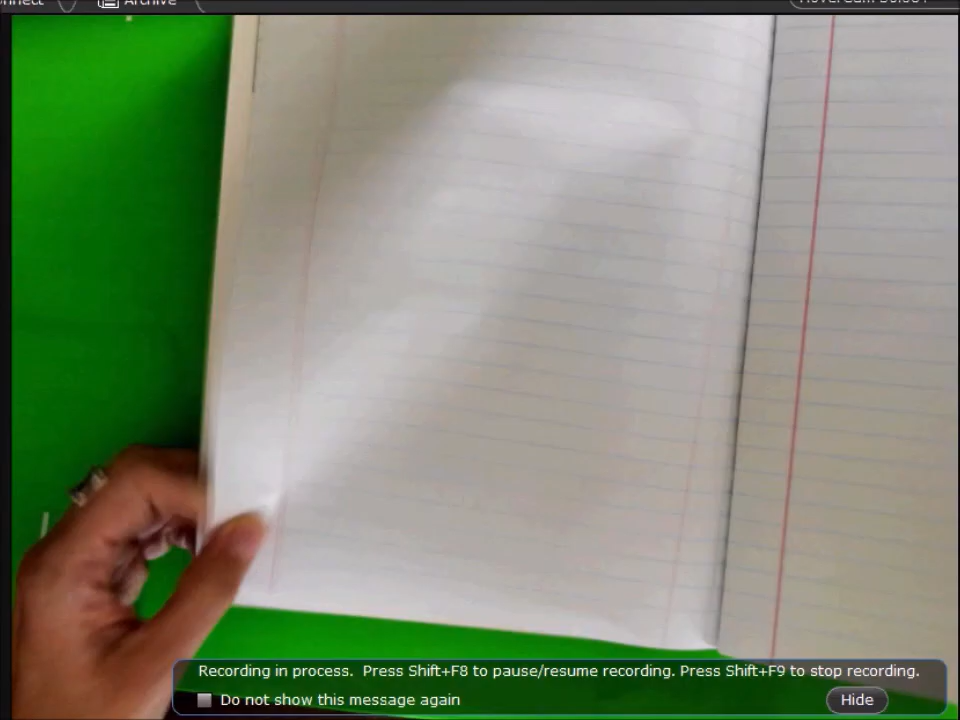 Archive
Recording in process. Press Shift+F8 to pause/resume recording. Press Shift+F9 to stop recording.
Do not show this message again
Hide